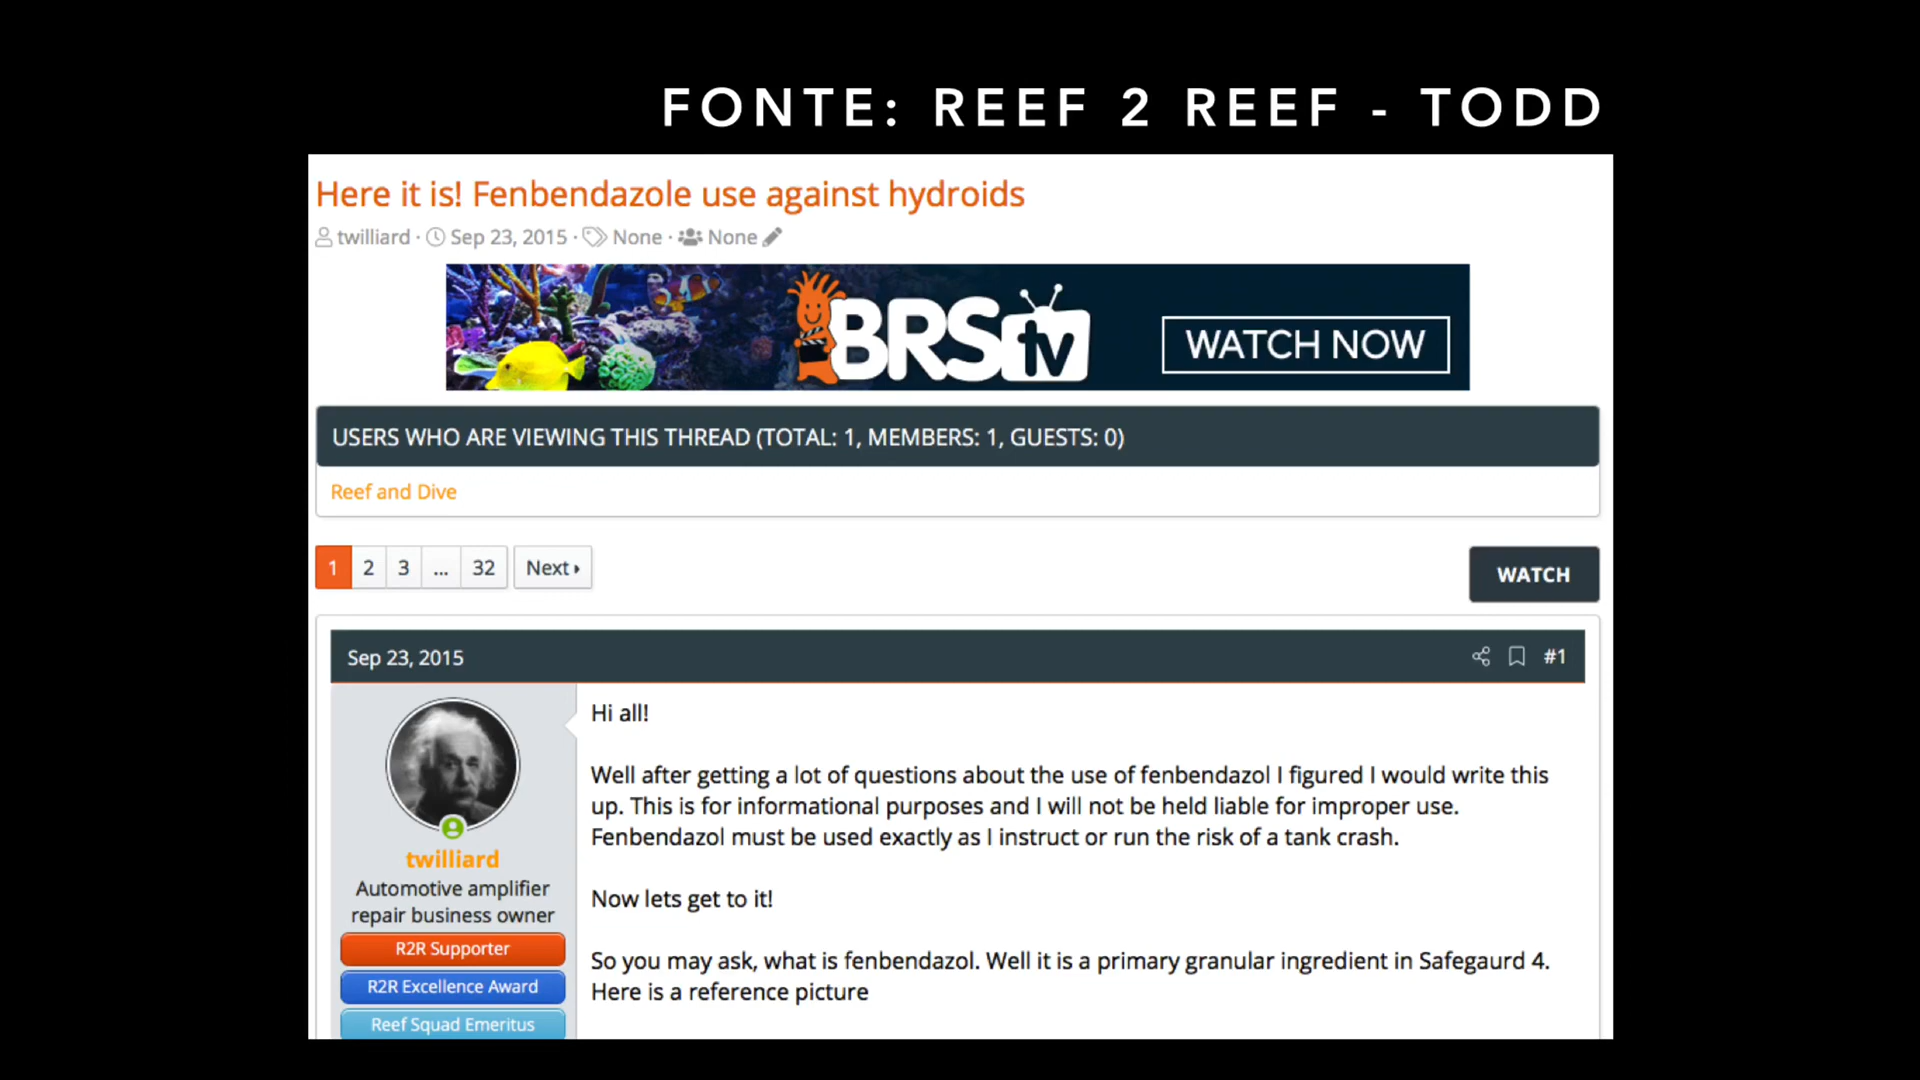 FONTE: REEF 2 REEF - TODD
Here it is! Fenbendazole use against hydroids
twilliard · Sep 23, 2015 · None · None
BRS tv WATCH NOW
USERS WHO ARE VIEWING THIS THREAD (TOTAL: 1, MEMBERS: 1, GUESTS: 0)
Reef and Dive
1 2 3 ... 32 Next
WATCH
Sep 23, 2015 #1
Hi all!
Well after getting a lot of questions about the use of fenbendazol I figured I would write this
up. This is for informational purposes and I will not be held liable for improper use.
Fenbendazol must be used exactly as I instruct or run the risk of a tank crash.
Now lets get to it!
So you may ask, what is fenbendazol. Well it is a primary granular ingredient in Safegaurd 4.
Here is a reference picture
twilliard
Automotive amplifier
repair business owner
R2R Supporter
R2R Excellence Award
Reef Squad Emeritus